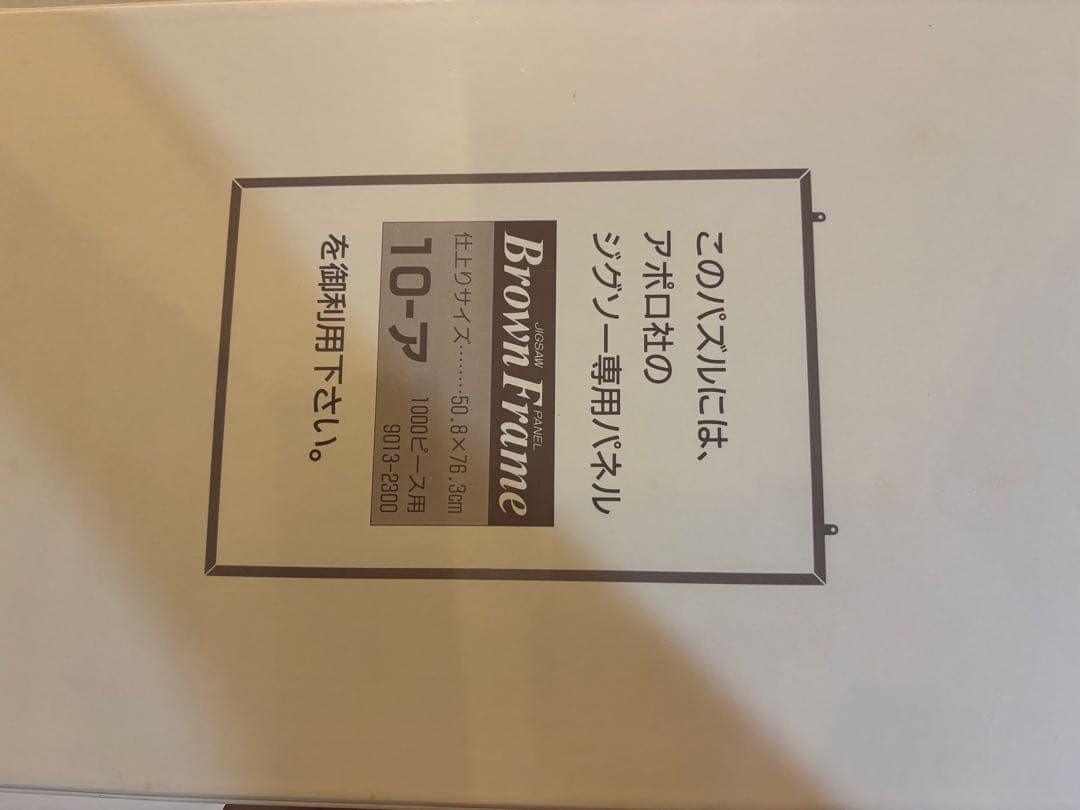 このパズルには、
アポロ社の
ジグソー専用パネル
JIGSAW PANEL
Brown Frame
仕上りサイズ………50.8×76.3cm
10-ア 1000ピース用
9013-2300
を御利用下さい。